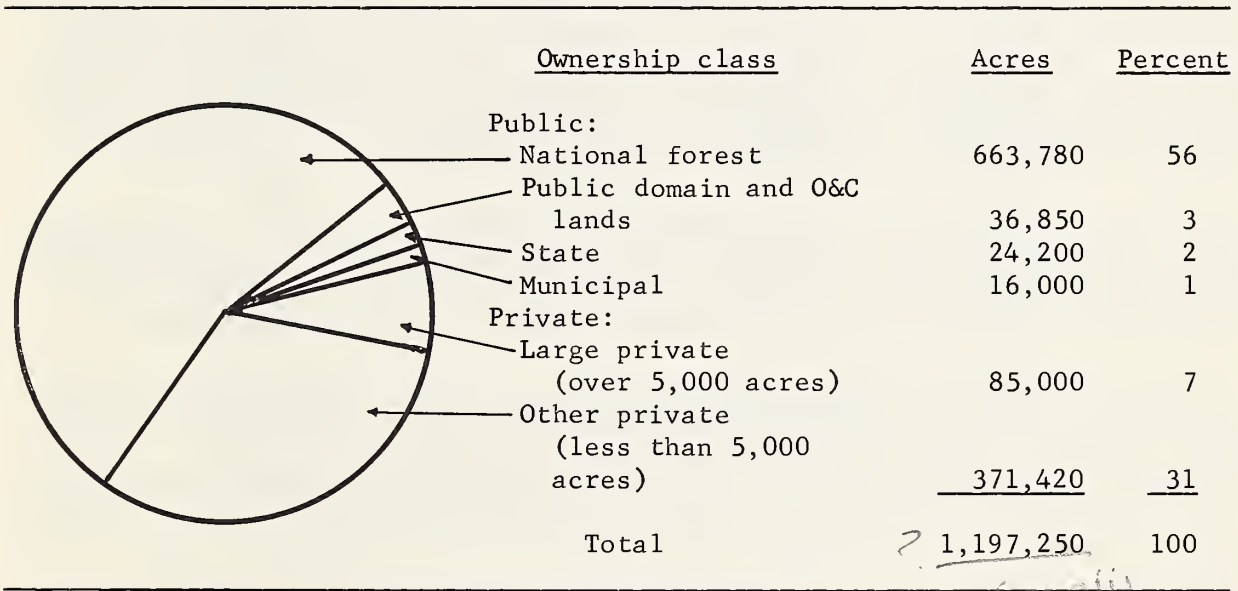 Ownership class Acres Percent
Public:
National forest 663,780 56
Public domain and O&C
lands 36,850 3
State 24,200 2
Municipal 16,000 1
Private:
Large private
(over 5,000 acres) 85,000 7
Other private
(less than 5,000
acres) 371,420 31
Total ? 1,197,250 100